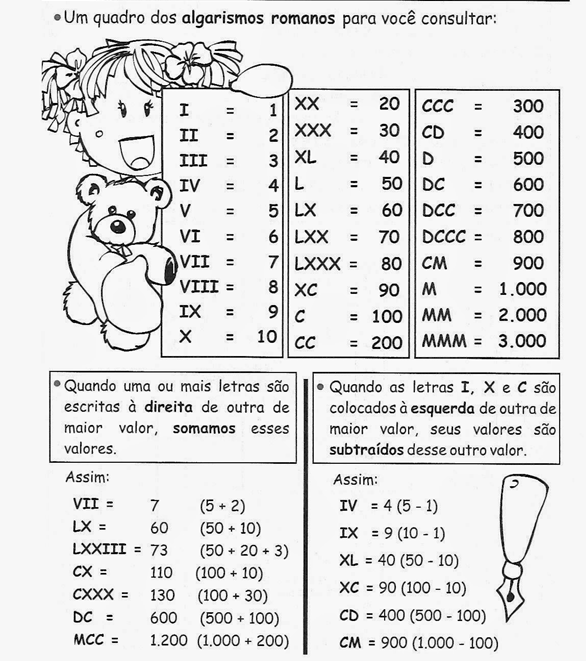 • Um quadro dos algarismos romanos para você consultar:
I = 1
II = 2
III = 3
IV = 4
V = 5
VI = 6
VII = 7
VIII = 8
IX = 9
X = 10
XX = 20
XXX = 30
XL = 40
L = 50
LX = 60
LXX = 70
LXXX = 80
XC = 90
C = 100
CC = 200
CCC = 300
CD = 400
D = 500
DC = 600
DCC = 700
DCCC = 800
CM = 900
M = 1.000
MM = 2.000
MMM = 3.000
• Quando uma ou mais letras são
escritas à direita de outra de
maior valor, somamos esses
valores.
Assim:
VII = 7 (5 + 2)
LX = 60 (50 + 10)
LXXIII = 73 (50 + 20 + 3)
CX = 110 (100 + 10)
CXXX = 130 (100 + 30)
DC = 600 (500 + 100)
MCC = 1.200 (1.000 + 200)
• Quando as letras I, X e C são
colocados à esquerda de outra de
maior valor, seus valores são
subtraídos desse outro valor.
Assim:
IV = 4 (5 - 1)
IX = 9 (10 - 1)
XL = 40 (50 - 10)
XC = 90 (100 - 10)
CD = 400 (500 - 100)
CM = 900 (1.000 - 100)